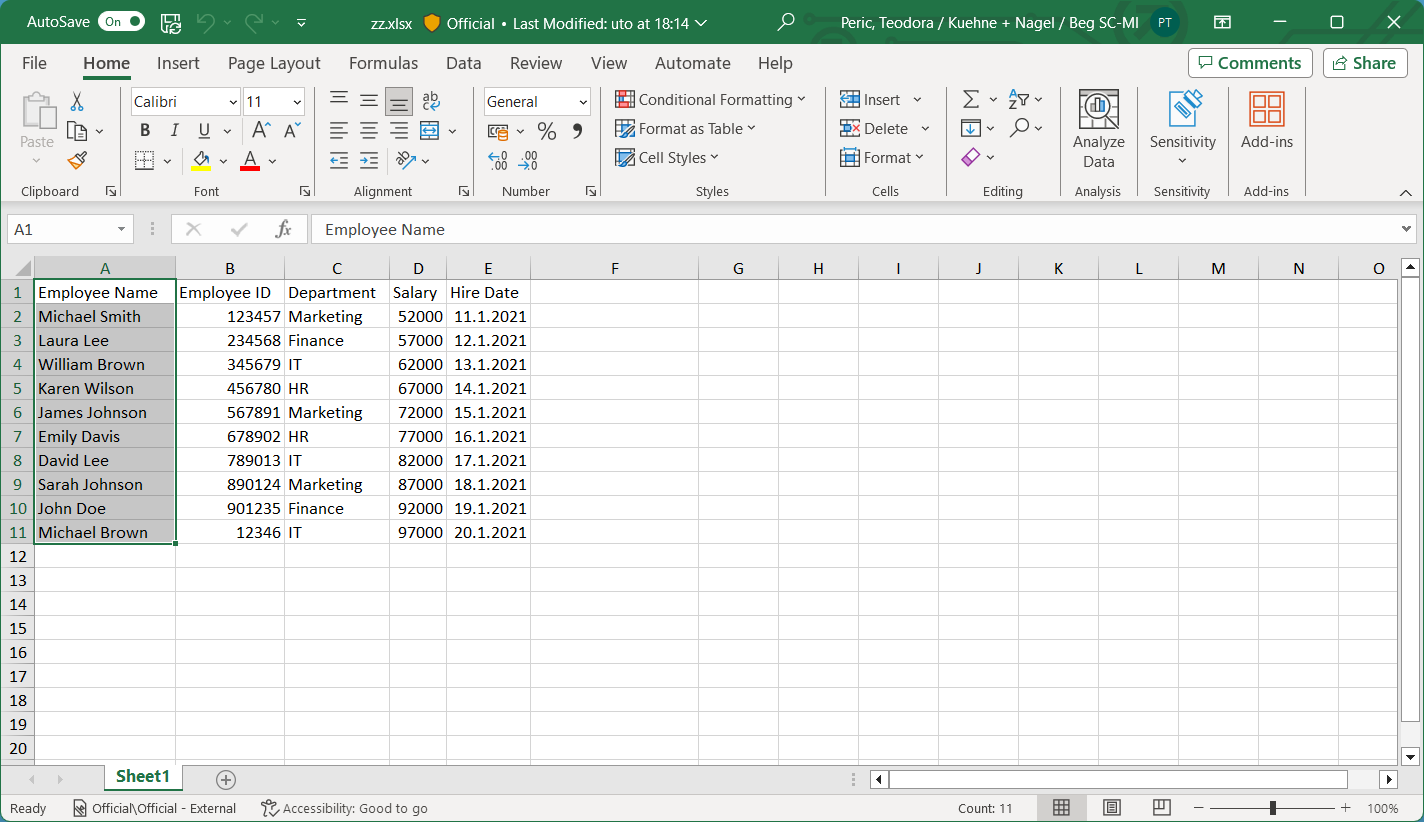 AutoSave On zz.xlsx Official • Last Modified: uto at 18:14 Peric, Teodora / Kuehne + Nagel / Beg SC-MI PT
File Home Insert Page Layout Formulas Data Review View Automate Help Comments Share
Paste
Clipboard
Calibri 11
B I U A A
A
Font
ab
Alignment
General
% 9
Number
Conditional Formatting
Format as Table
Cell Styles
Styles
Insert
Delete
Format
Cells
Editing
Analyze
Data
Analysis
Sensitivity
Sensitivity
Add-ins
Add-ins
A1 fx Employee Name
A B C D E F G H I J K L M N O
1 Employee Name Employee ID Department Salary Hire Date
2 Michael Smith 123457 Marketing 52000 11.1.2021
3 Laura Lee 234568 Finance 57000 12.1.2021
4 William Brown 345679 IT 62000 13.1.2021
5 Karen Wilson 456780 HR 67000 14.1.2021
6 James Johnson 567891 Marketing 72000 15.1.2021
7 Emily Davis 678902 HR 77000 16.1.2021
8 David Lee 789013 IT 82000 17.1.2021
9 Sarah Johnson 890124 Marketing 87000 18.1.2021
10 John Doe 901235 Finance 92000 19.1.2021
11 Michael Brown 12346 IT 97000 20.1.2021
12
13
14
15
16
17
18
19
20
Sheet1
Ready Official\Official - External Accessibility: Good to go Count: 11 100%